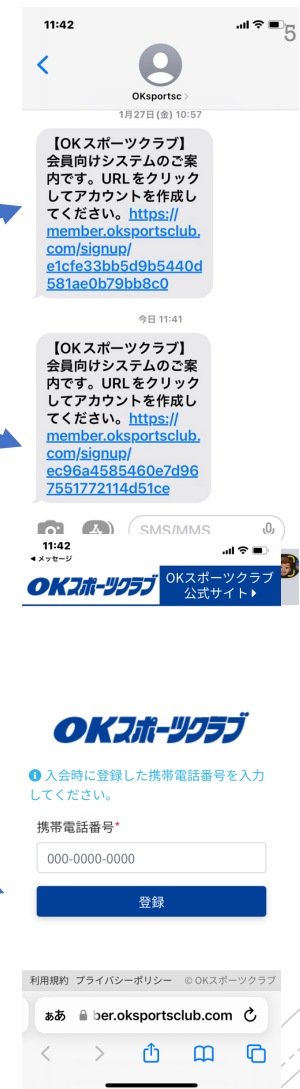 11:42
5
OKsportsc
1月27日(金) 10:57
【OKスポーツクラブ】
会員向けシステムのご案
内です。URLをクリック
してアカウントを作成し
てください。https://
member.oksportsclub.
com/signup/
e1cfe33bb5d9b5440d
581ae0b79bb8c0
今日 11:41
【OKスポーツクラブ】
会員向けシステムのご案
内です。URLをクリック
してアカウントを作成し
てください。https://
member.oksportsclub.
com/signup/
ec96a4585460e7d96
7551772114d51ce
SMS/MMS
11:42
◀ メッセージ
OKスポーツクラブ
OKスポーツクラブ
公式サイト▶
OKスポーツクラブ
入会時に登録した携帯電話番号を入力
してください。
携帯電話番号*
000-0000-0000
登録
利用規約 プライバシーポリシー © OKスポーツクラブ
ああ ber.oksportsclub.com